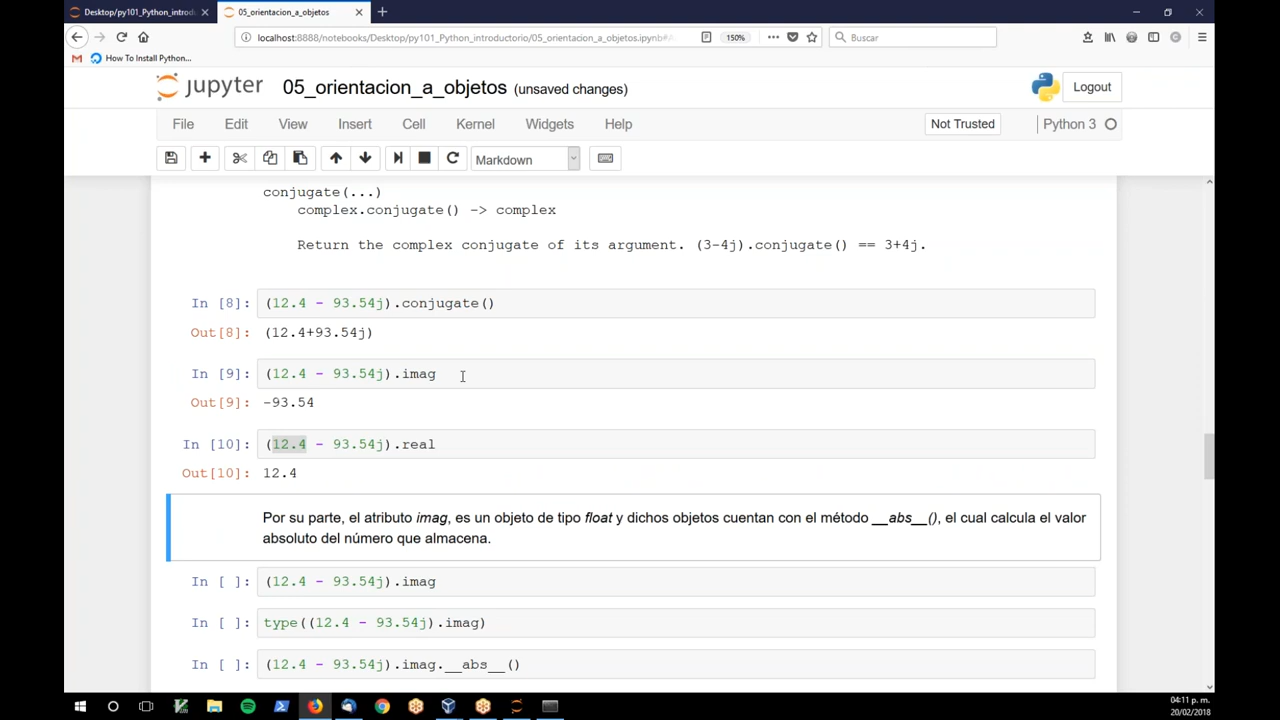 Desktop/py101_Python_introdu
05_orientacion_a_objetos
localhost:8888/notebooks/Desktop/py101_Python_introductorio/05_orientacion_a_objetos.ipynb#
150%
Buscar
How To Install Python...
jupyter 05_orientacion_a_objetos (unsaved changes)
Logout
File Edit View Insert Cell Kernel Widgets Help
Not Trusted
Python 3
Markdown
conjugate(...)
complex.conjugate() -> complex
Return the complex conjugate of its argument. (3-4j).conjugate() == 3+4j.
In [8]: (12.4 - 93.54j).conjugate()
Out[8]: (12.4+93.54j)
In [9]: (12.4 - 93.54j).imag
Out[9]: -93.54
In [10]: (12.4 - 93.54j).real
Out[10]: 12.4
Por su parte, el atributo imag, es un objeto de tipo float y dichos objetos cuentan con el método __abs__(), el cual calcula el valor
absoluto del número que almacena.
In [ ]: (12.4 - 93.54j).imag
In [ ]: type((12.4 - 93.54j).imag)
In [ ]: (12.4 - 93.54j).imag.__abs__()
04:11 p. m.
20/02/2018